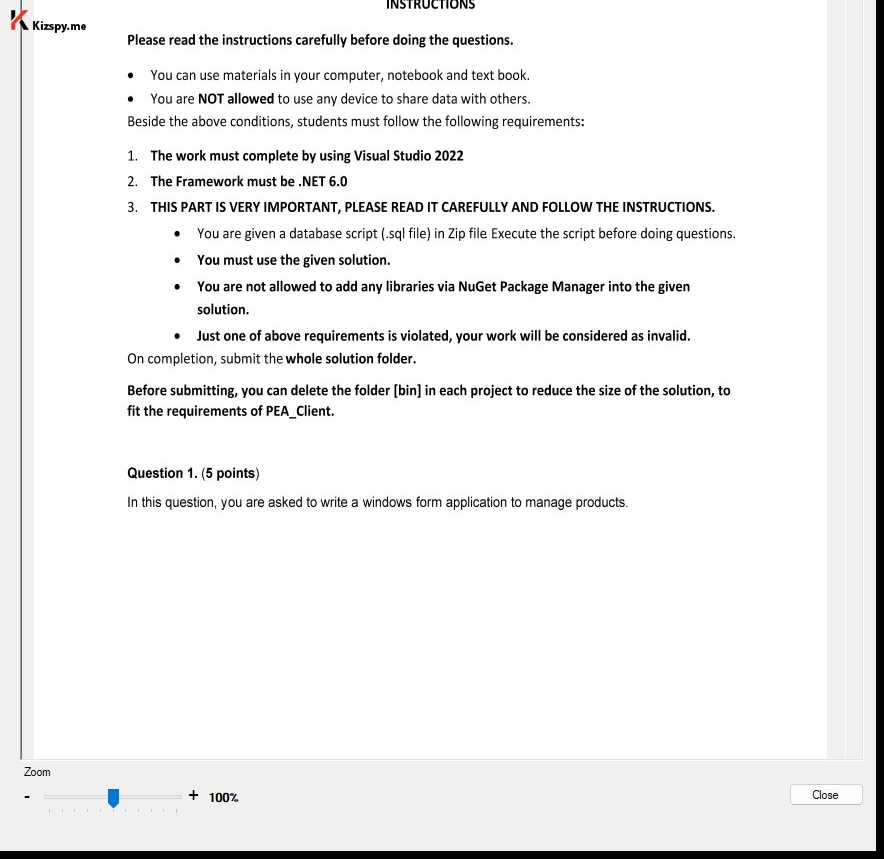 INSTRUCTIONS
Kizspy.me
Please read the instructions carefully before doing the questions.
• You can use materials in your computer, notebook and text book.
• You are NOT allowed to use any device to share data with others.
Beside the above conditions, students must follow the following requirements:
1. The work must complete by using Visual Studio 2022
2. The Framework must be .NET 6.0
3. THIS PART IS VERY IMPORTANT, PLEASE READ IT CAREFULLY AND FOLLOW THE INSTRUCTIONS.
• You are given a database script (.sql file) in Zip file. Execute the script before doing questions.
• You must use the given solution.
• You are not allowed to add any libraries via NuGet Package Manager into the given
solution.
• Just one of above requirements is violated, your work will be considered as invalid.
On completion, submit the whole solution folder.
Before submitting, you can delete the folder [bin] in each project to reduce the size of the solution, to
fit the requirements of PEA_Client.
Question 1. (5 points)
In this question, you are asked to write a windows form application to manage products.
Zoom
- + 100%
Close